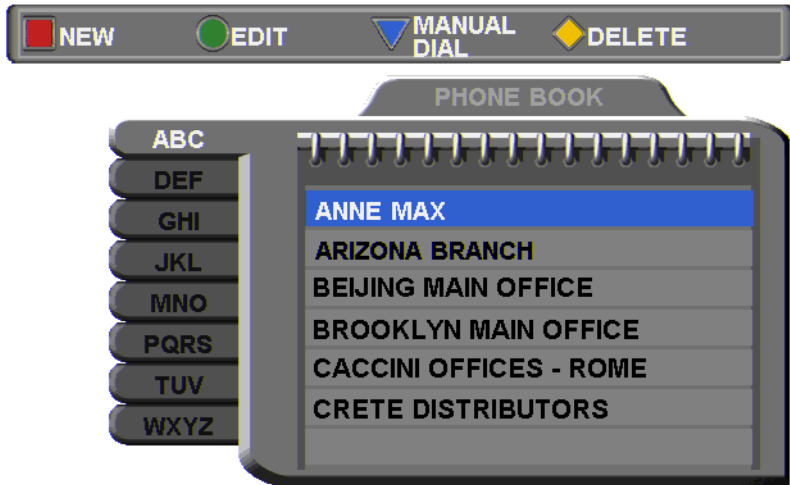 NEW
EDIT
MANUAL
DIAL
DELETE
PHONE BOOK
ABC
DEF
GHI
JKL
MNO
PQRS
TUV
WXYZ
ANNE MAX
ARIZONA BRANCH
BEIJING MAIN OFFICE
BROOKLYN MAIN OFFICE
CACCINI OFFICES - ROME
CRETE DISTRIBUTORS